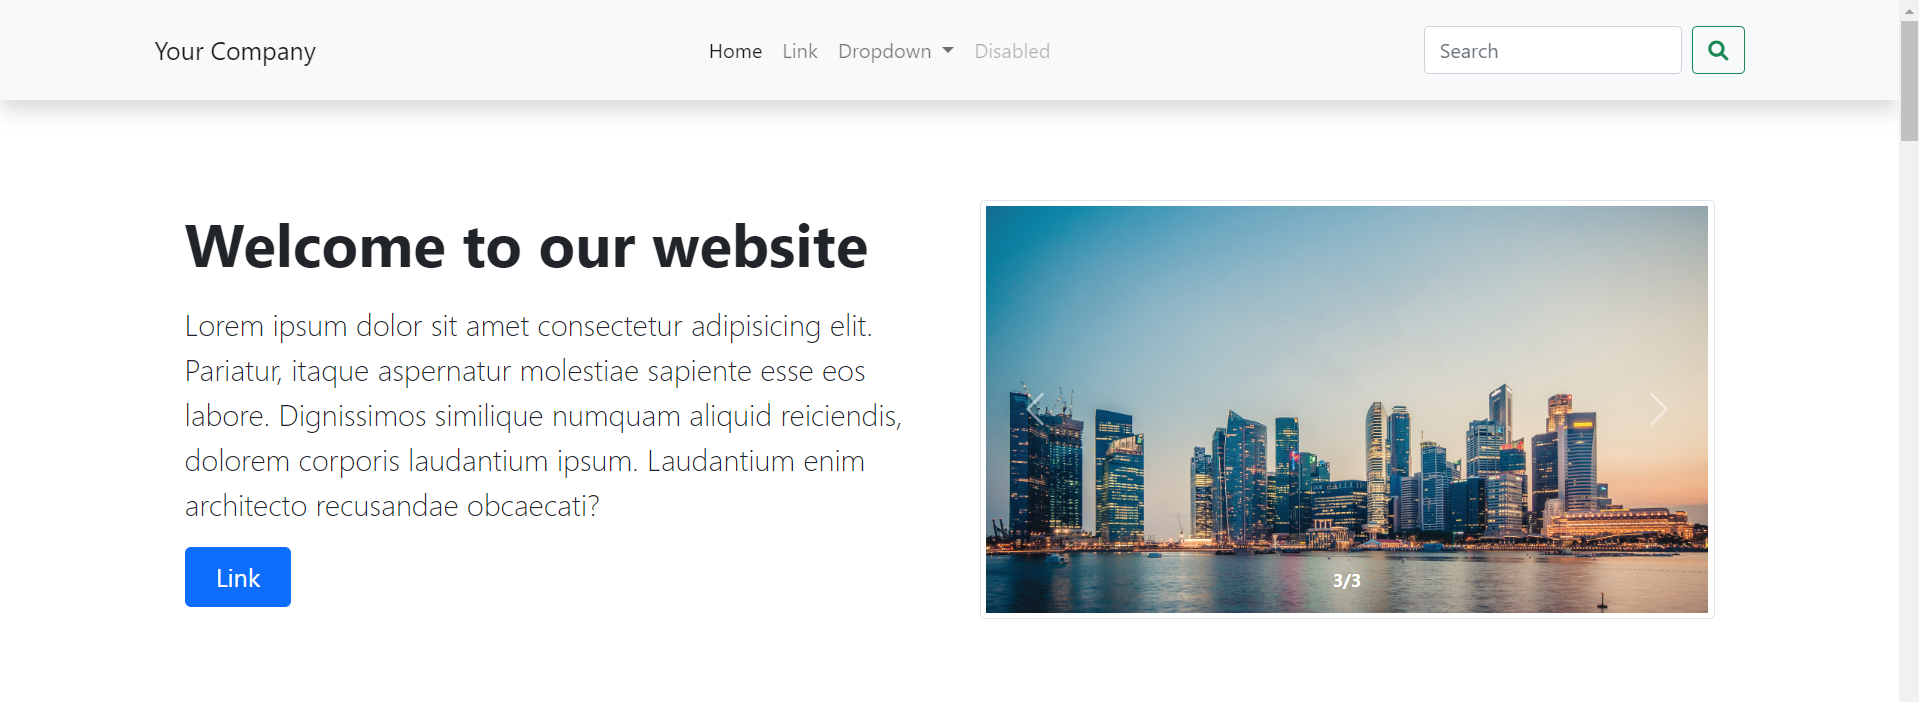 Your Company
Home
Link
Dropdown
Disabled
Search
Welcome to our website
Lorem ipsum dolor sit amet consectetur adipisicing elit.
Pariatur, itaque aspernatur molestiae sapiente esse eos
labore. Dignissimos similique numquam aliquid reiciendis,
dolorem corporis laudantium ipsum. Laudantium enim
architecto recusandae obcaecati?
Link
3/3